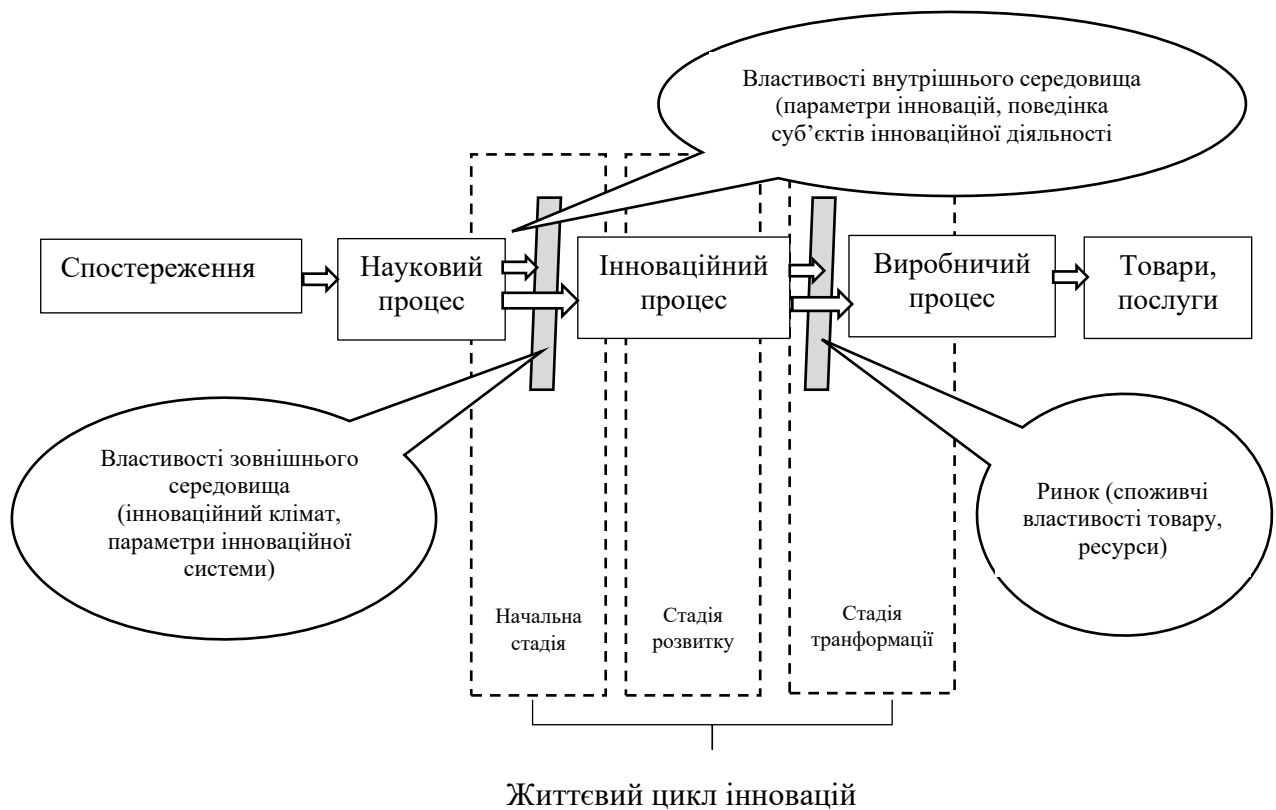 Властивості внутрішнього середовища
(параметри інновацій, поведінка
суб’єктів інноваційної діяльності
Спостереження
Науковий
процес
Інноваційний
процес
Виробничий
процес
Товари,
послуги
Властивості зовнішнього
середовища
(інноваційний клімат,
параметри інноваційної
системи)
Ринок (споживчі
властивості товару,
ресурси)
Начальна
стадія
Стадія
розвитку
Стадія
транформації
Життєвий цикл інновацій